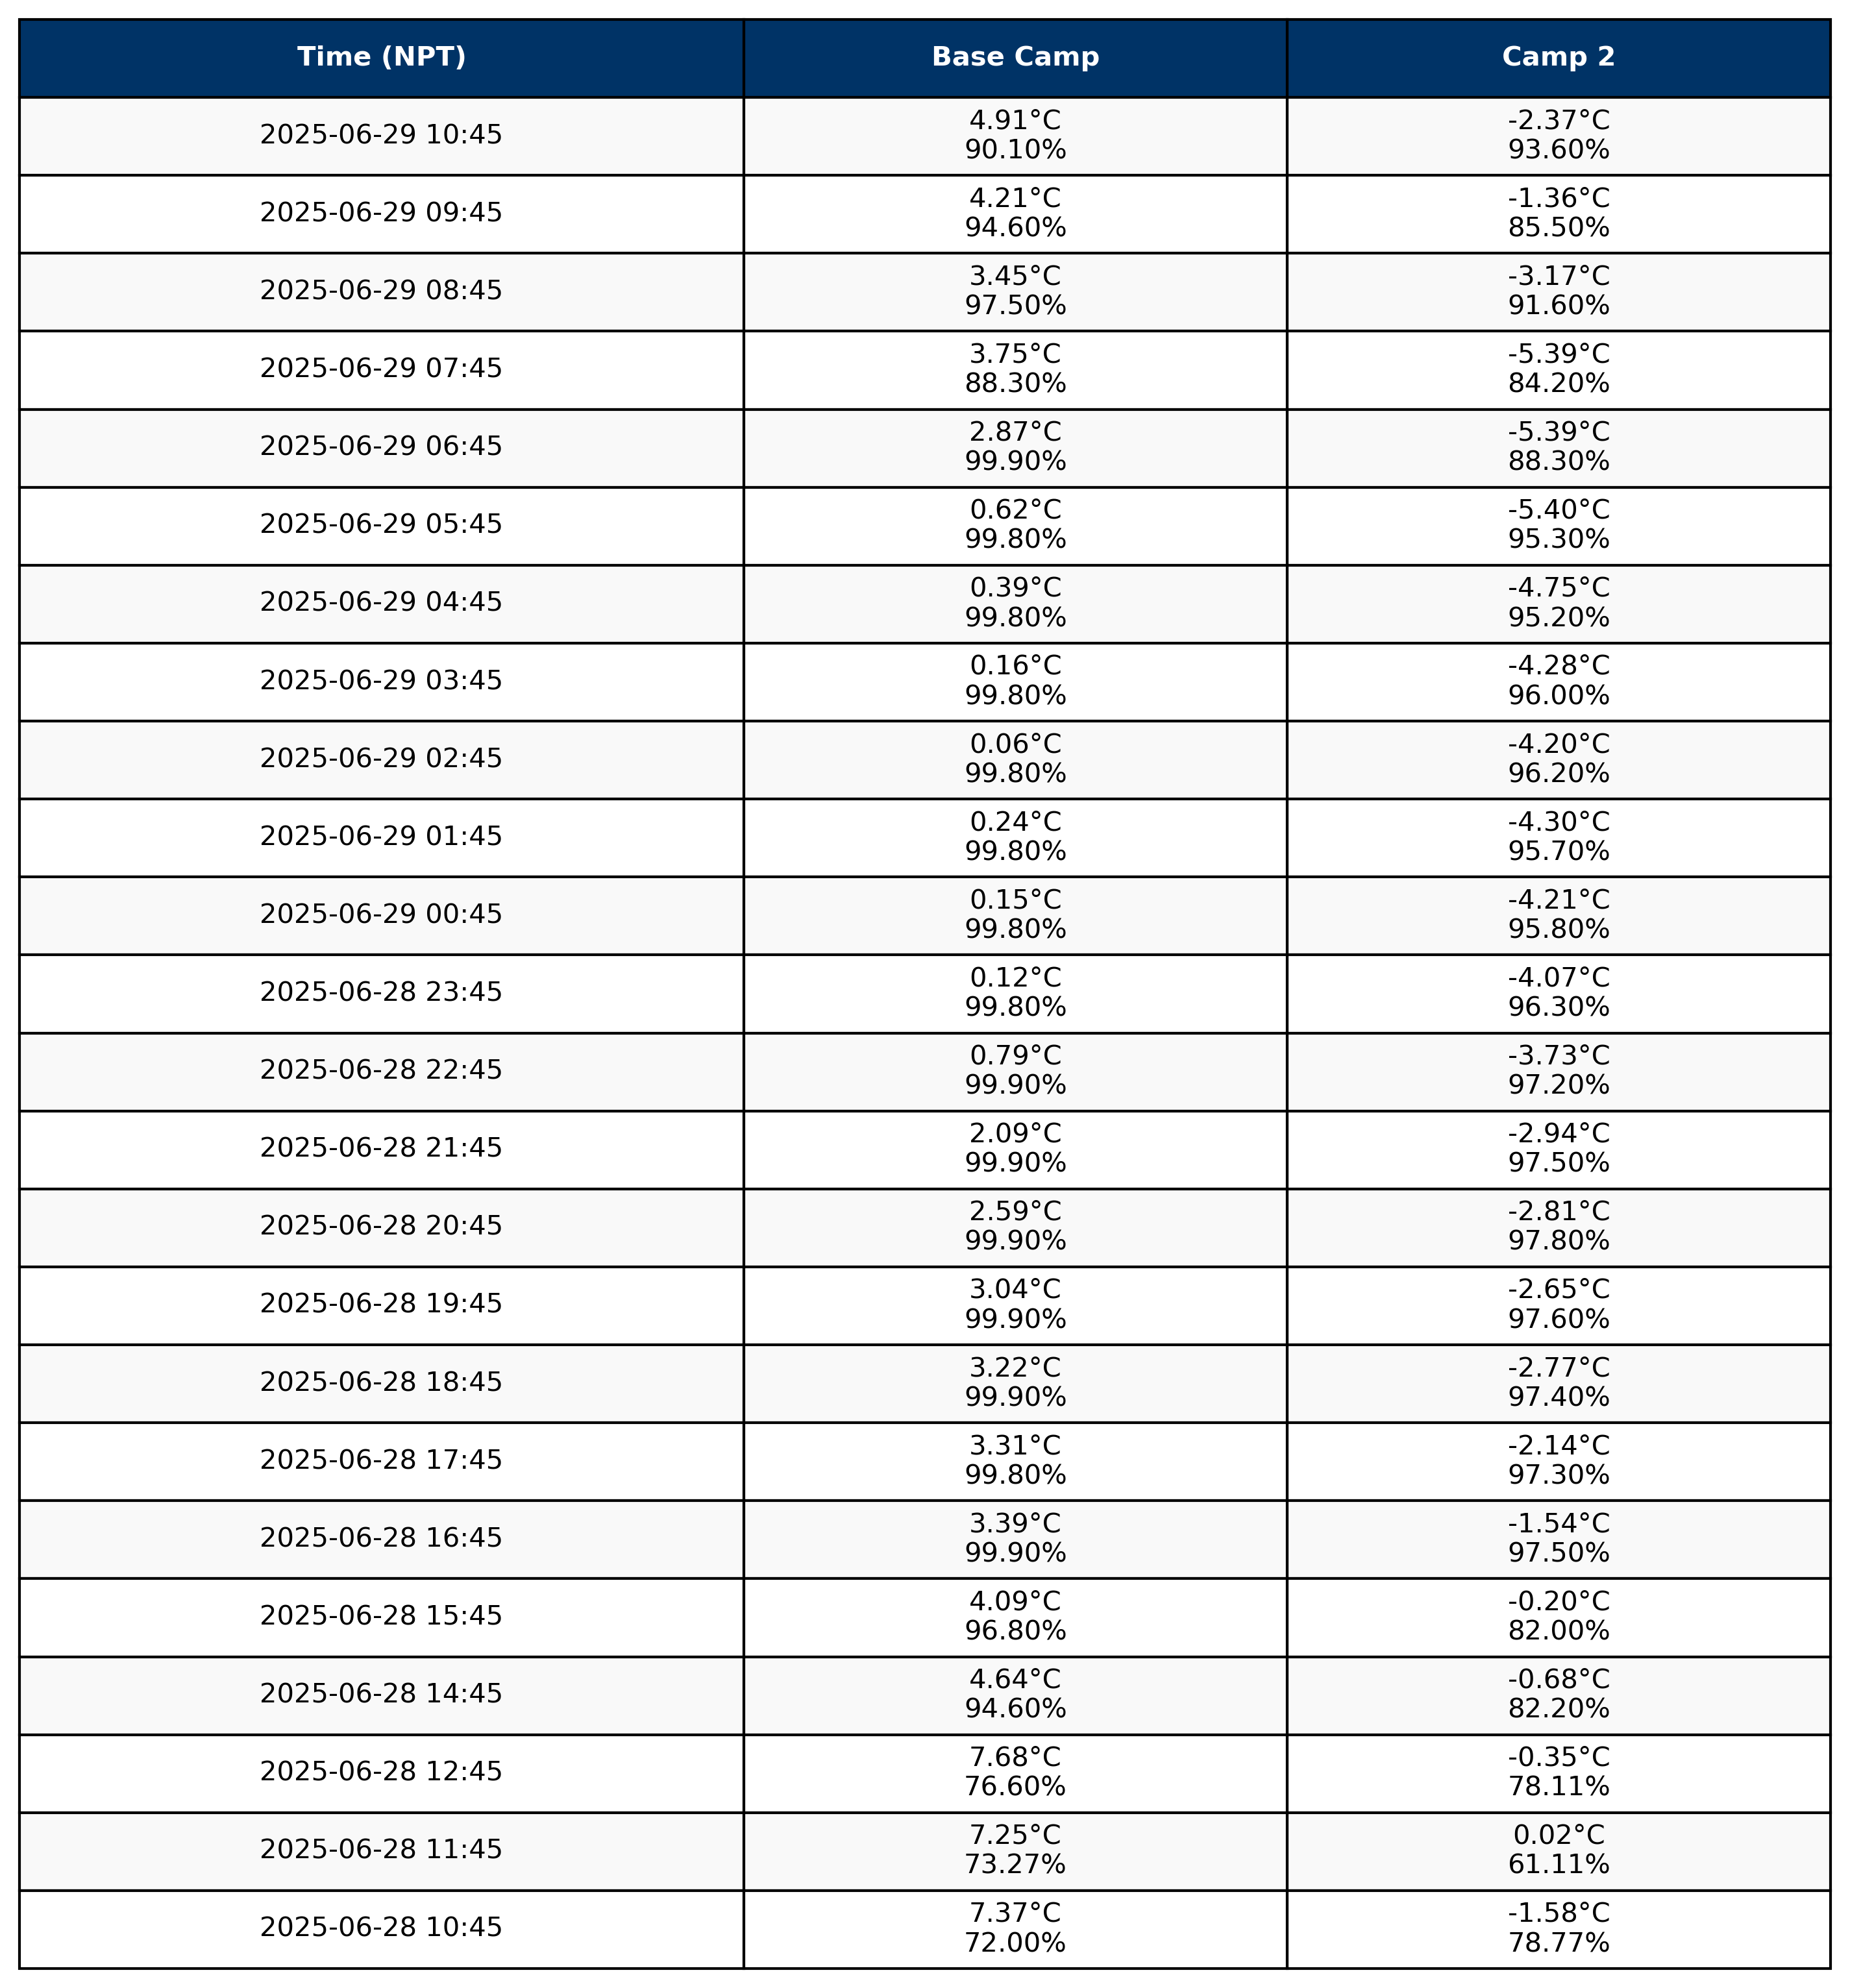 Time (NPT) Base Camp Camp 2
2025-06-29 10:45 4.91°C -2.37°C
90.10% 93.60%
2025-06-29 09:45 4.21°C -1.36°C
94.60% 85.50%
2025-06-29 08:45 3.45°C -3.17°C
97.50% 91.60%
2025-06-29 07:45 3.75°C -5.39°C
88.30% 84.20%
2025-06-29 06:45 2.87°C -5.39°C
99.90% 88.30%
2025-06-29 05:45 0.62°C -5.40°C
99.80% 95.30%
2025-06-29 04:45 0.39°C -4.75°C
99.80% 95.20%
2025-06-29 03:45 0.16°C -4.28°C
99.80% 96.00%
2025-06-29 02:45 0.06°C -4.20°C
99.80% 96.20%
2025-06-29 01:45 0.24°C -4.30°C
99.80% 95.70%
2025-06-29 00:45 0.15°C -4.21°C
99.80% 95.80%
2025-06-28 23:45 0.12°C -4.07°C
99.80% 96.30%
2025-06-28 22:45 0.79°C -3.73°C
99.90% 97.20%
2025-06-28 21:45 2.09°C -2.94°C
99.90% 97.50%
2025-06-28 20:45 2.59°C -2.81°C
99.90% 97.80%
2025-06-28 19:45 3.04°C -2.65°C
99.90% 97.60%
2025-06-28 18:45 3.22°C -2.77°C
99.90% 97.40%
2025-06-28 17:45 3.31°C -2.14°C
99.80% 97.30%
2025-06-28 16:45 3.39°C -1.54°C
99.90% 97.50%
2025-06-28 15:45 4.09°C -0.20°C
96.80% 82.00%
2025-06-28 14:45 4.64°C -0.68°C
94.60% 82.20%
2025-06-28 12:45 7.68°C -0.35°C
76.60% 78.11%
2025-06-28 11:45 7.25°C 0.02°C
73.27% 61.11%
2025-06-28 10:45 7.37°C -1.58°C
72.00% 78.77%